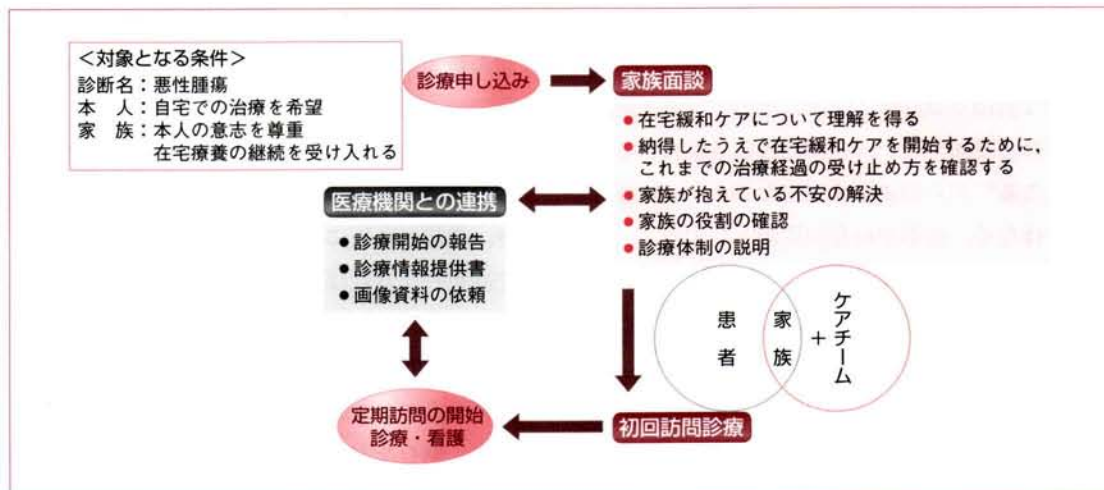 ＜対象となる条件＞
診断名：悪性腫瘍
本　人：自宅での治療を希望
家　族：本人の意志を尊重
在宅療養の継続を受け入れる
診療申し込み
家族面談
●在宅緩和ケアについて理解を得る
●納得したうえで在宅緩和ケアを開始するために，
これまでの治療経過の受け止め方を確認する
●家族が抱えている不安の解決
●家族の役割の確認
●診療体制の説明
医療機関との連携
●診療開始の報告
●診療情報提供書
●画像資料の依頼
患者
家族
+
ケアチーム
初回訪問診療
定期訪問の開始
診療・看護